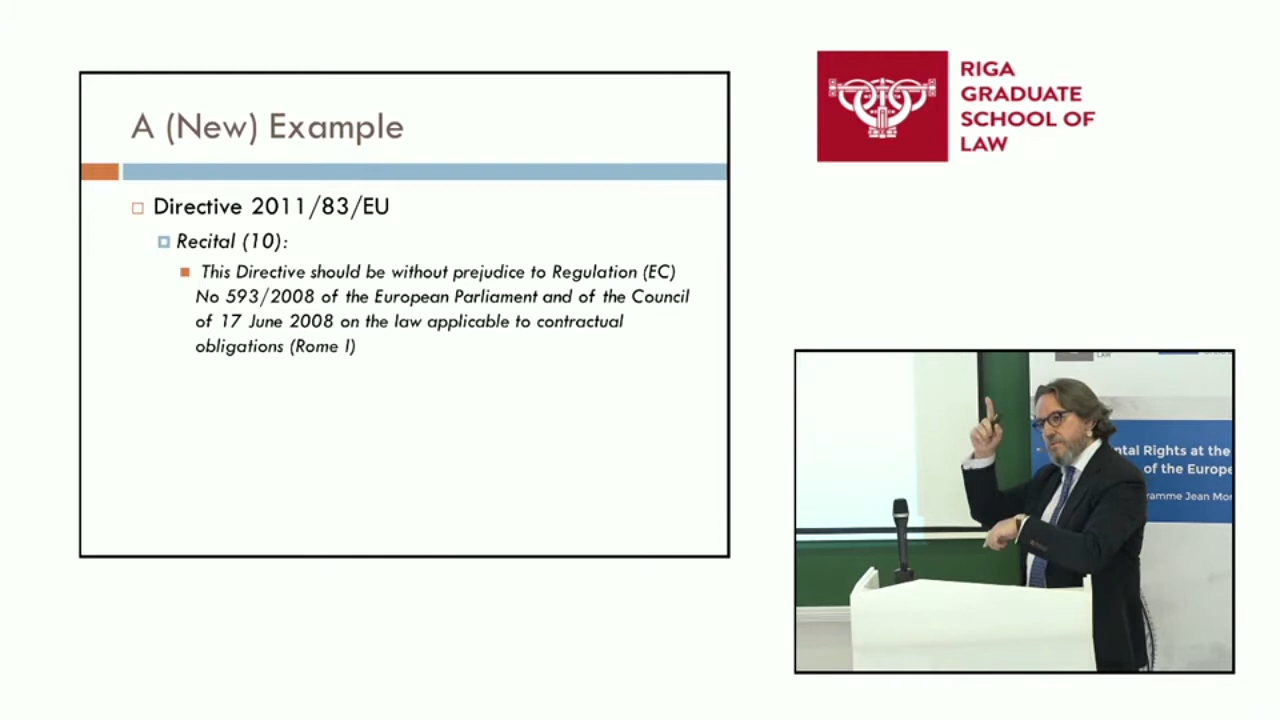 A (New) Example
Directive 2011/83/EU
Recital (10):
This Directive should be without prejudice to Regulation (EC)
No 593/2008 of the European Parliament and of the Council
of 17 June 2008 on the law applicable to contractual
obligations (Rome I)
RIGA
GRADUATE
SCHOOL OF
LAW
LAW
ntal Rights at the
of the Europe
ramme Jean Mon